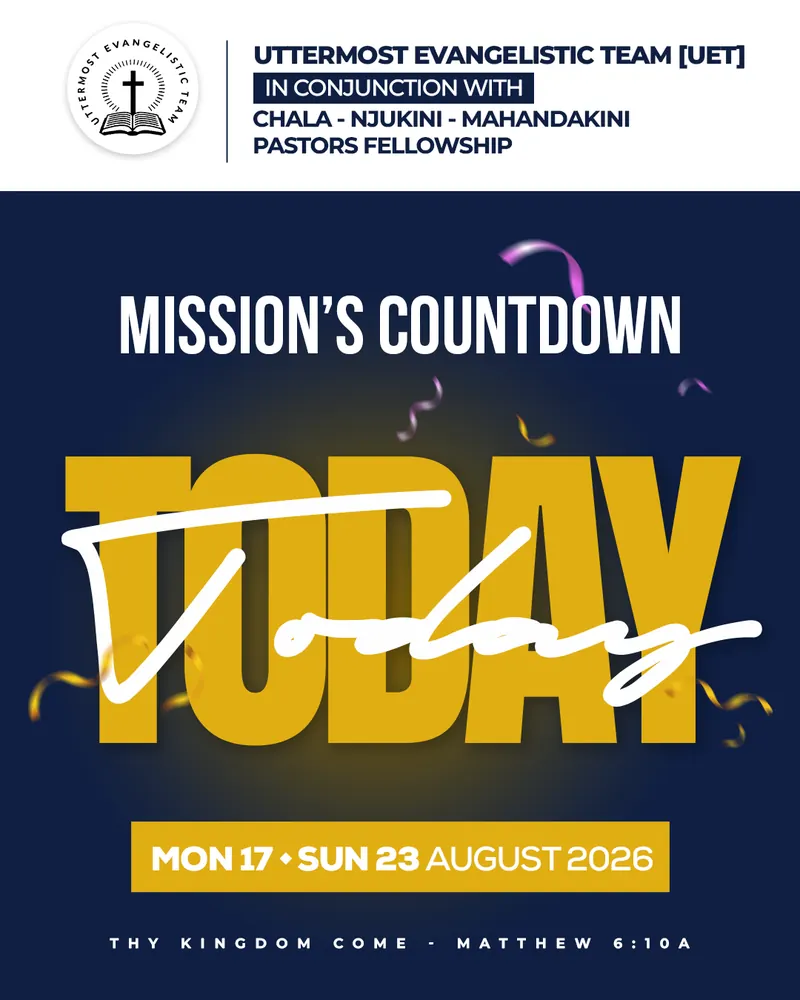 UTTERMOST EVANGELISTIC TEAM
UTTERMOST EVANGELISTIC TEAM [UET]
IN CONJUNCTION WITH
CHALA - NJUKINI - MAHANDAKINI
PASTORS FELLOWSHIP
MISSION'S COUNTDOWN
TODAY
Today
MON 17 • SUN 23 AUGUST 2026
THY KINGDOM COME - MATTHEW 6:10A